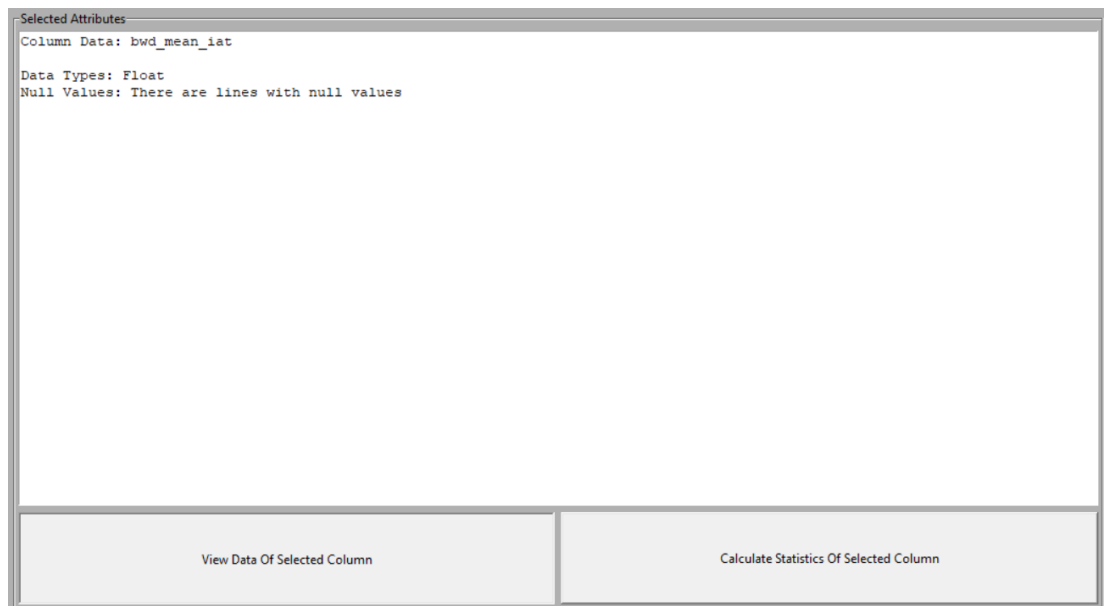 Selected Attributes
Column Data: bwd_mean_iat
Data Types: Float
Null Values: There are lines with null values
View Data Of Selected Column
Calculate Statistics Of Selected Column